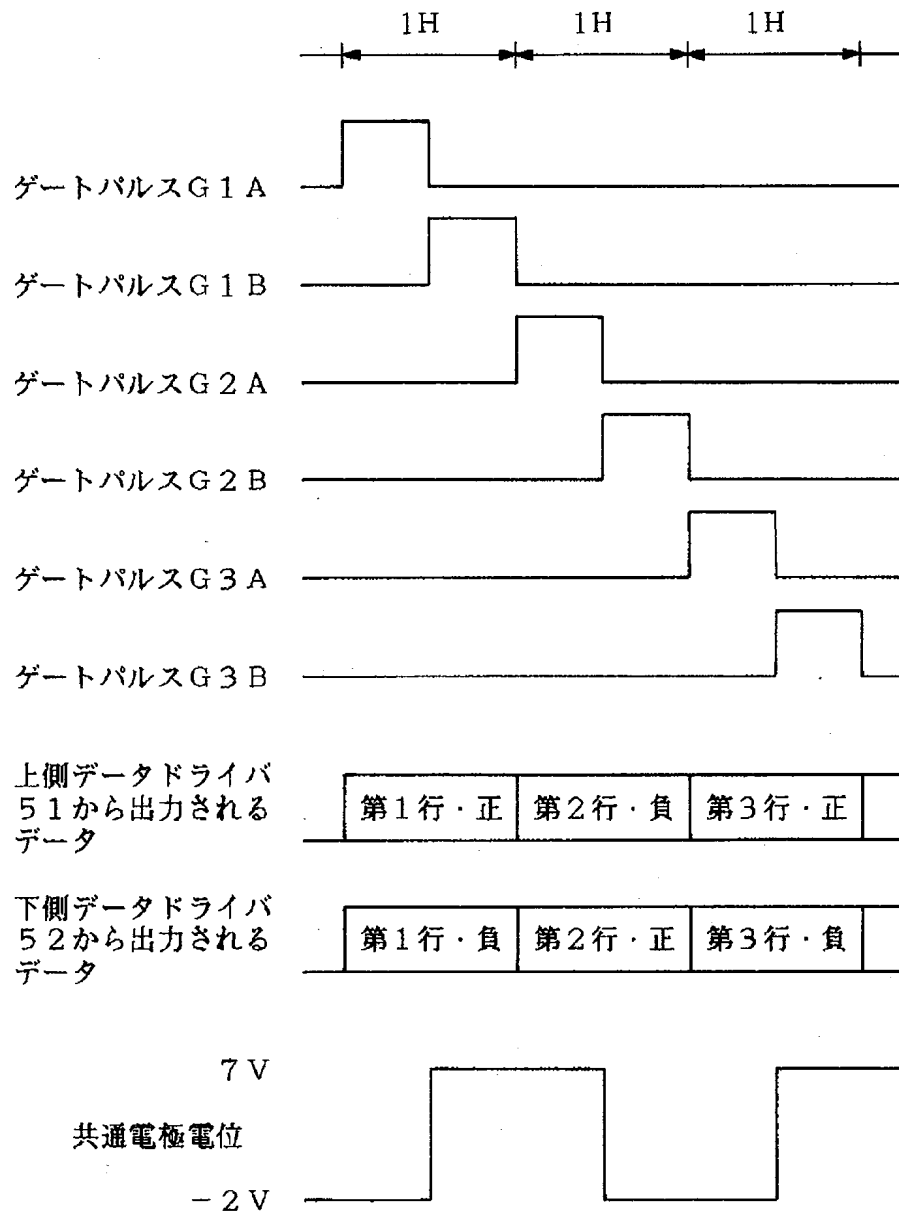 1H 1H 1H
ゲートパルスG1A
ゲートパルスG1B
ゲートパルスG2A
ゲートパルスG2B
ゲートパルスG3A
ゲートパルスG3B
上側データドライバ
51から出力される
データ
第1行・正 第2行・負 第3行・正
下側データドライバ
52から出力される
データ
第1行・負 第2行・正 第3行・負
7V
共通電極電位
-2V